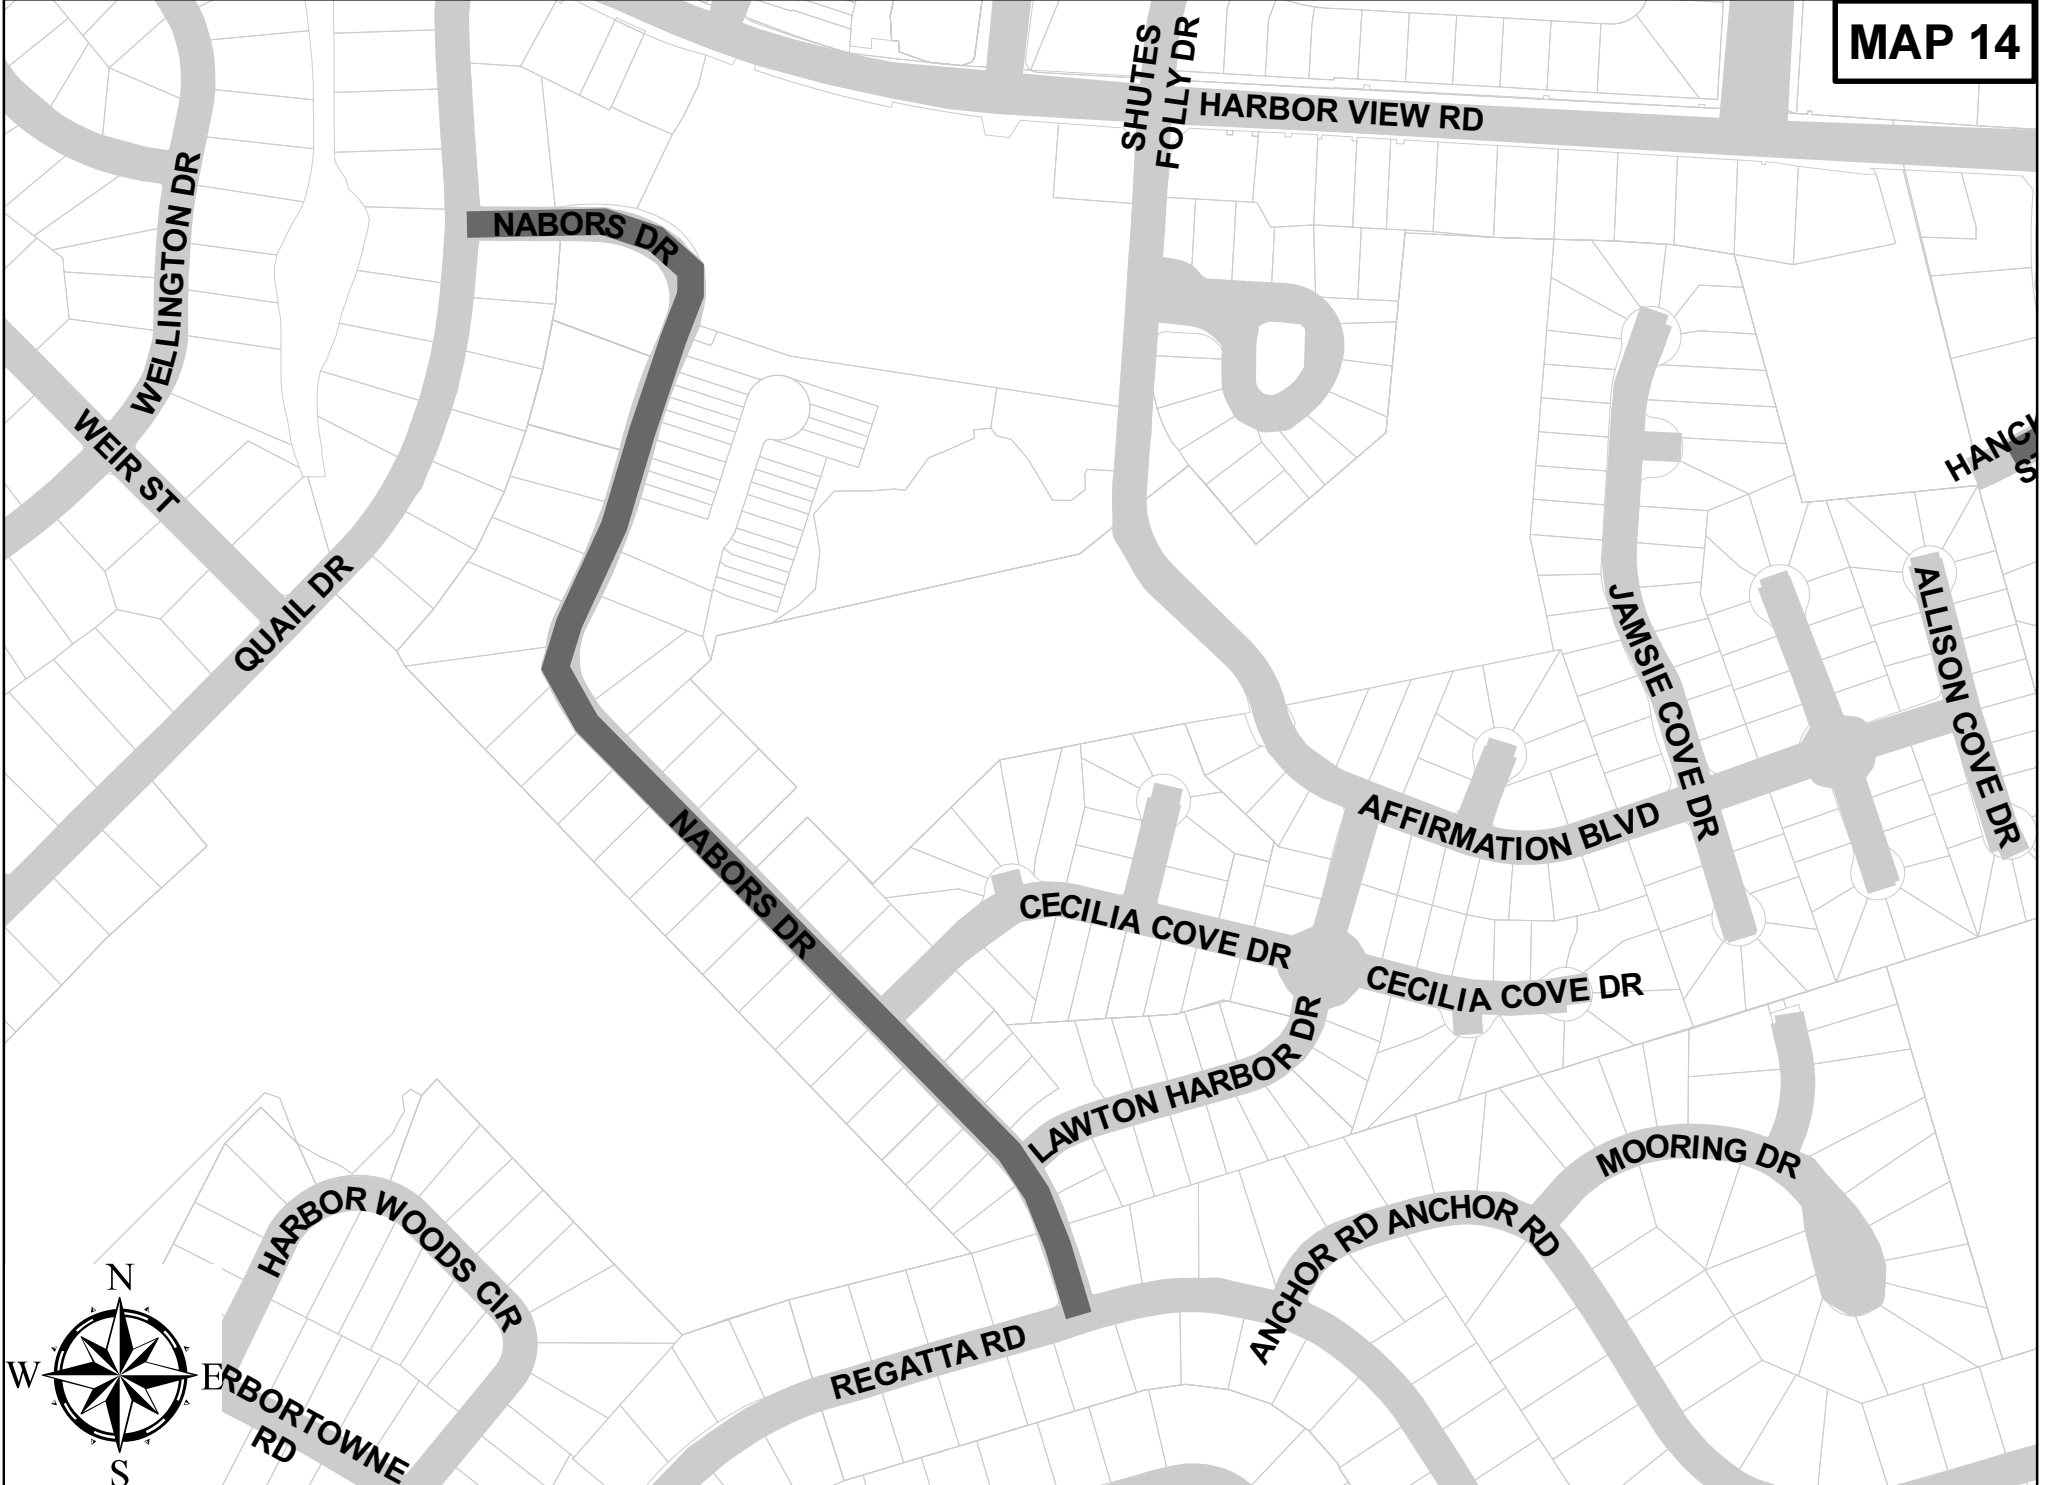 MAP 14
SHUTES
FOLLY DR
HARBOR VIEW RD
WELLINGTON DR
NABORS DR
WEIR ST
QUAIL DR
JAMSIE COVE DR
ALLISON COVE DR
AFFIRMATION BLVD
NABORS DR
CECILIA COVE DR
CECILIA COVE DR
LAWTON HARBOR DR
MOORING DR
ANCHOR RD
ANCHOR RD
HARBOR WOODS CIR
REGATTA RD
RBORTOWNE
RD
N
W
E
S